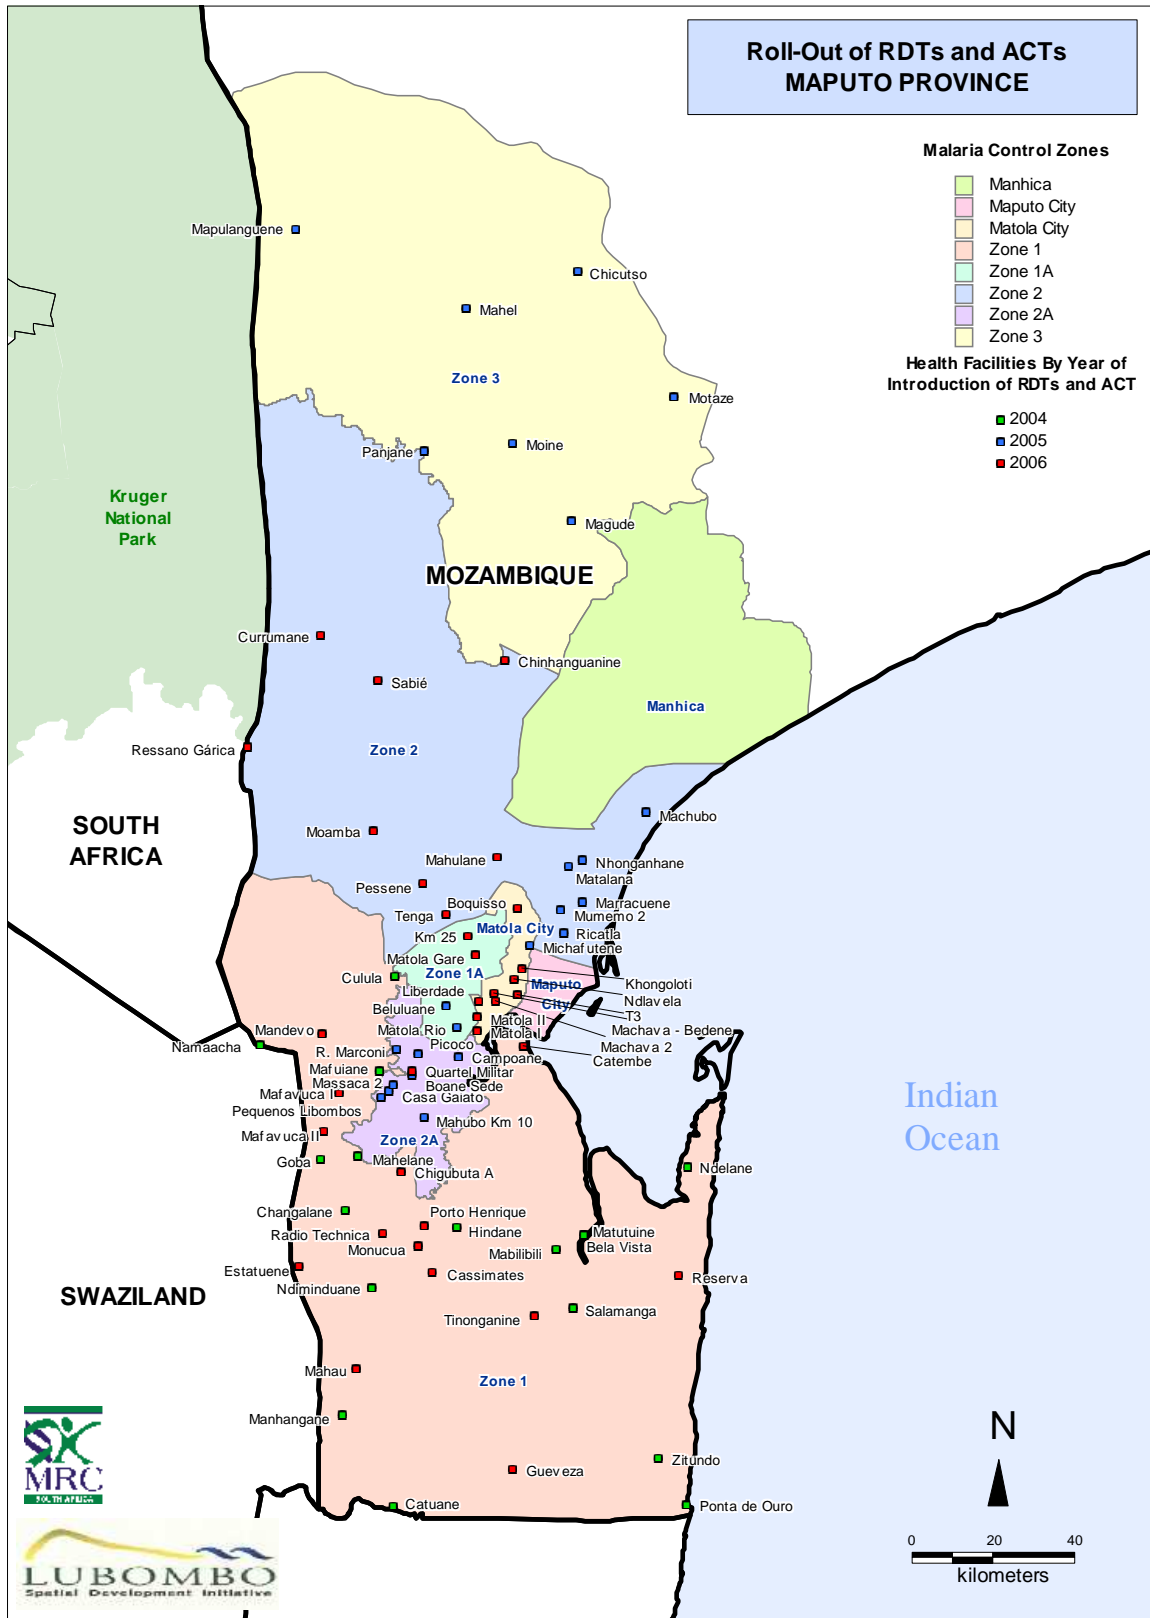 Roll-Out of RDTs and ACTs
MAPUTO PROVINCE
Malaria Control Zones
Manhica
Maputo City
Matola City
Zone 1
Zone 1A
Zone 2
Zone 2A
Zone 3
Health Facilities By Year of
Introduction of RDTs and ACT
2004
2005
2006
Mapulanguene
Chicutso
Mahel
Zone 3
Motaze
Moine
Panjane
Kruger
National
Park
Magude
MOZAMBIQUE
Currumane
Chinhanguanine
Sabié
Manhica
Ressano Gárica
Zone 2
SOUTH
AFRICA
Machubo
Moamba
Mahulane
Nhonganhane
Matalana
Pessene
Boquisso
Marracuene
Mumemo 2
Tenga
Matola City
Ricatla
Km 25
Michafutene
Matola Gare
Zone 1A
Culula
Maputo
City
Khongoloti
Liberdade
Ndlavela
Beluluane
T3
Matola II
Machava - Bedene
Matola Rio
Matola I
Mandevo
Namaacha
Picoco
Machava 2
R. Marconi
Campoane
Catembe
Mafuiane
Quartel Militar
Massaca 2
Boane Sede
Mafavuca I
Casa Gaiato
Pequenos Libombos
Mahubo Km 10
Mafavuca II
Zone 2A
Goba
Mahelane
Chigubuta A
Ndelane
Indian
Ocean
Changalane
Porto Henrique
Radio Technica
Hindane
Matutuine
Monucua
Mabilibili
Bela Vista
Estatuene
Cassimates
Reserva
Ndiminduane
SWAZILAND
Tinonganine
Salamanga
Mahau
Zone 1
Manhangane
Zitundo
Gueveza
Catuane
Ponta de Ouro
N
0 20 40
kilometers
MRC
SOUTH AFRICA
LUBOMBO
Spatial Development Initiative